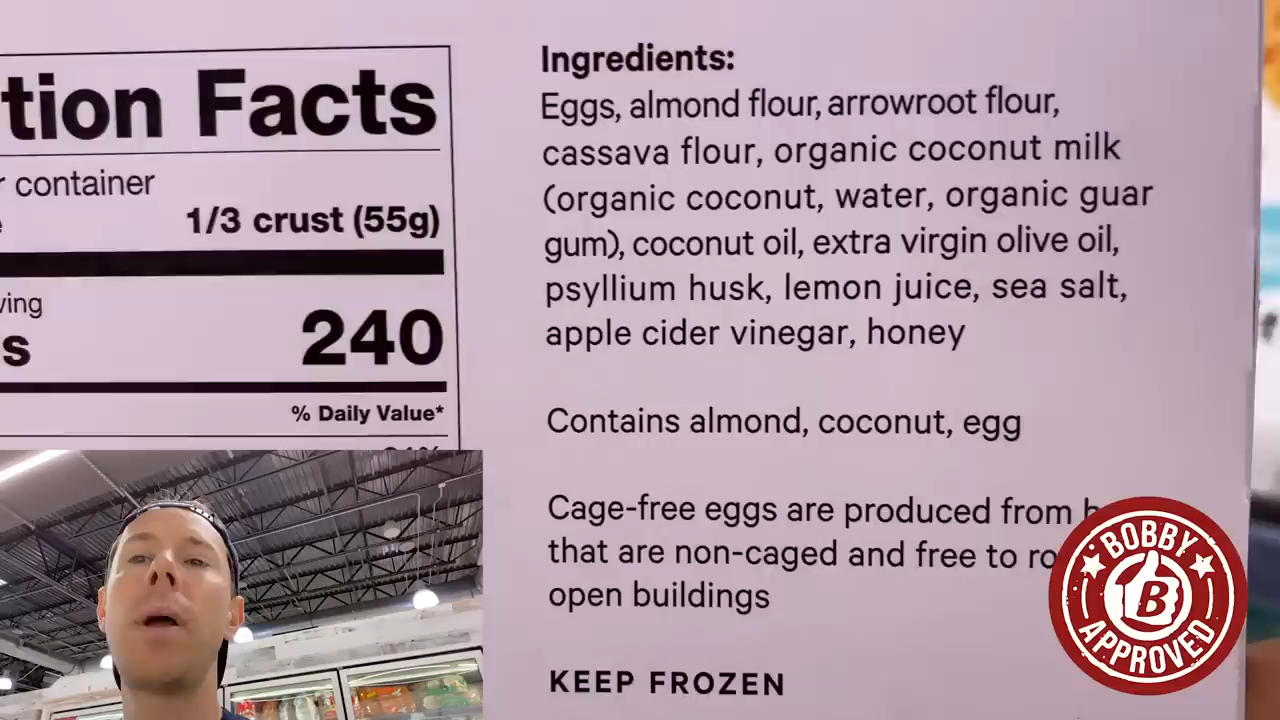 tion Facts
container
1/3 crust (55g)
ving
s
240
% Daily Value*
Ingredients:
Eggs, almond flour, arrowroot flour,
cassava flour, organic coconut milk
(organic coconut, water, organic guar
gum), coconut oil, extra virgin olive oil,
psyllium husk, lemon juice, sea salt,
apple cider vinegar, honey
Contains almond, coconut, egg
Cage-free eggs are produced from
that are non-caged and free to
open buildings
KEEP FROZEN
BOBBY
B
APPROVED